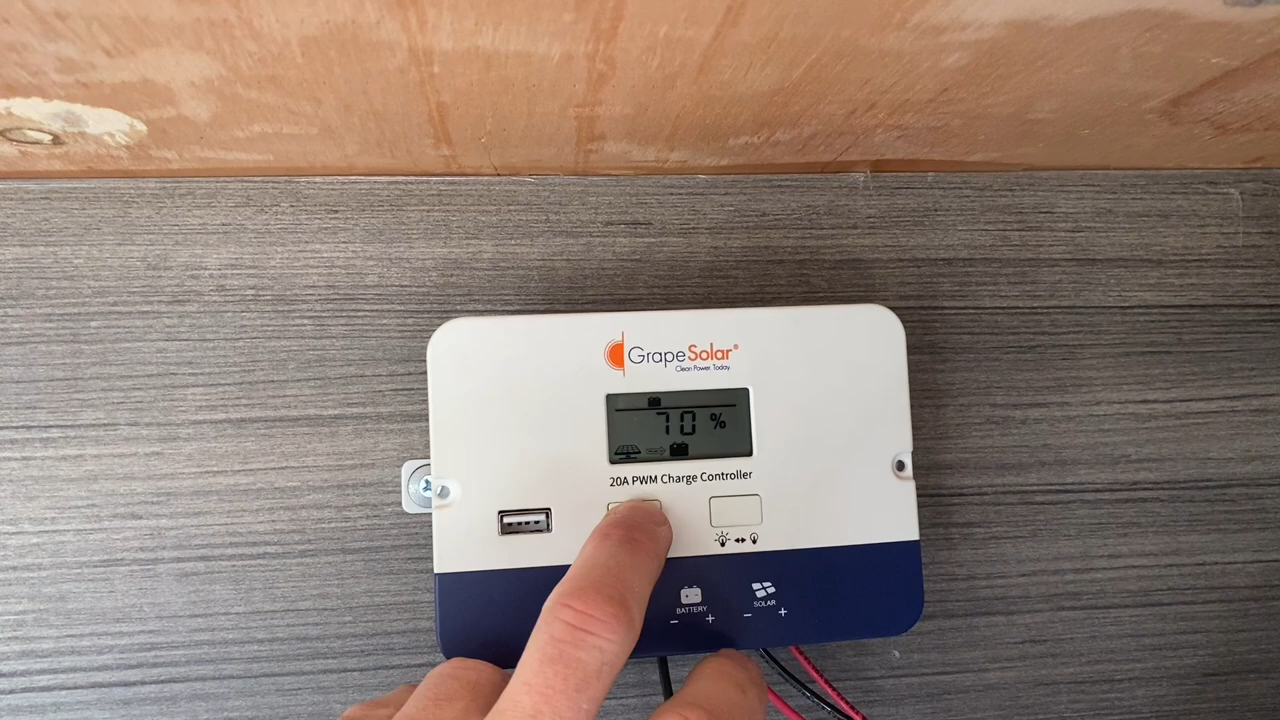 GrapeSolar®
Clean Power. Today.
70 %
20A PWM Charge Controller
BATTERY
SOLAR
- +
- +